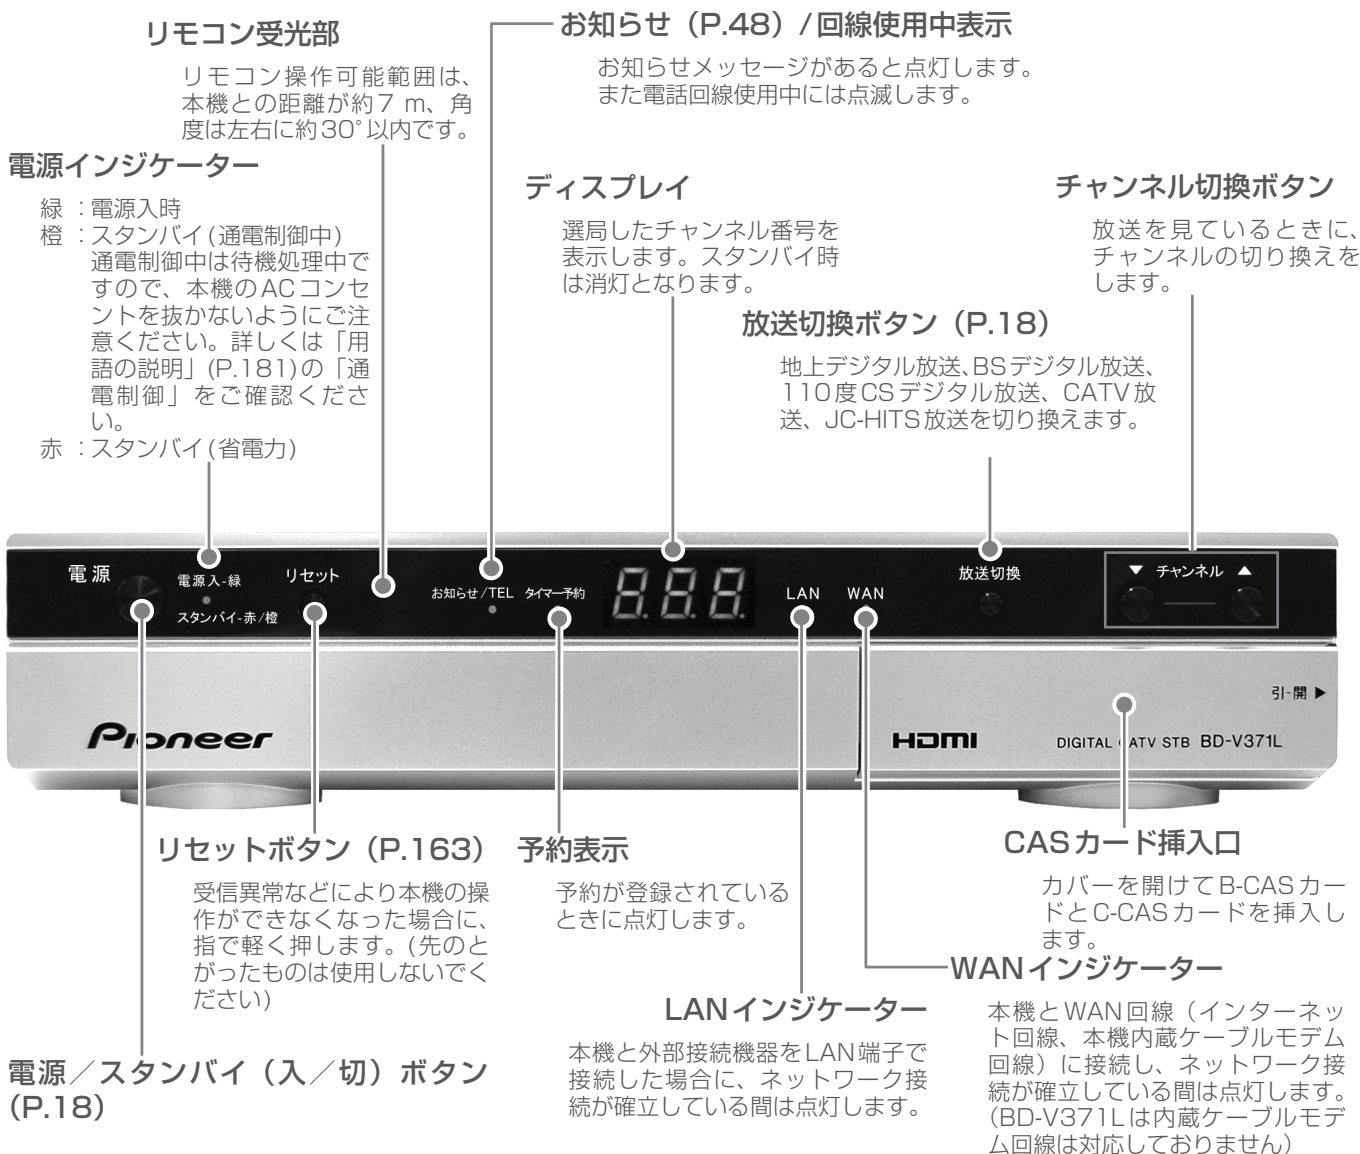 リモコン受光部
リモコン操作可能範囲は、
本機との距離が約7 m、角
度は左右に約30°以内です。
お知らせ（P.48）/回線使用中表示
お知らせメッセージがあると点灯します。
また電話回線使用中には点滅します。
電源インジケーター
緑 ：電源入時
橙 ：スタンバイ(通電制御中)
通電制御中は待機処理中で
すので、本機のACコンセ
ントを抜かないようにご注
意ください。詳しくは「用
語の説明」(P.181)の「通
電制御」をご確認くださ
い。
赤 ：スタンバイ(省電力)
ディスプレイ
選局したチャンネル番号を
表示します。スタンバイ時
は消灯となります。
チャンネル切換ボタン
放送を見ているときに、
チャンネルの切り換えを
します。
放送切換ボタン（P.18）
地上デジタル放送、BSデジタル放送、
110度CSデジタル放送、CATV放
送、JC-HITS放送を切り換えます。
電源
電源入-緑
スタンバイ-赤/橙
リセット
お知らせ/TEL
タイマー予約
888
LAN
WAN
放送切換
▼ チャンネル ▲
引-開 ▶
Pioneer
HDMI
DIGITAL CATV STB BD-V371L
リセットボタン（P.163）
受信異常などにより本機の操
作ができなくなった場合に、
指で軽く押します。(先のと
がったものは使用しないでく
ださい)
予約表示
予約が登録されている
ときに点灯します。
CASカード挿入口
カバーを開けてB-CASカー
ドとC-CASカードを挿入し
ます。
WANインジケーター
本機とWAN回線（インターネッ
ト回線、本機内蔵ケーブルモデム
回線）に接続し、ネットワーク接
続が確立している間は点灯します。
（BD-V371Lは内蔵ケーブルモデ
ム回線は対応しておりません）
LANインジケーター
本機と外部接続機器をLAN端子で
接続した場合に、ネットワーク接
続が確立している間は点灯します。
電源／スタンバイ（入／切）ボタン
(P.18)